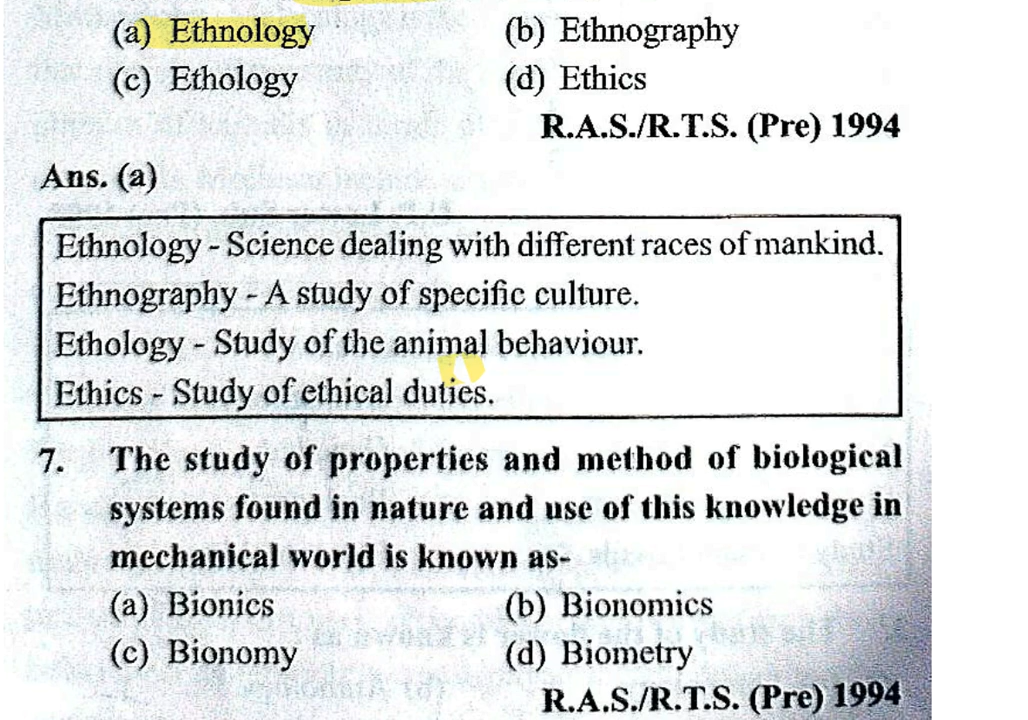 (a) Ethnology (b) Ethnography
(c) Ethology (d) Ethics
R.A.S./R.T.S. (Pre) 1994
Ans. (a)
Ethnology - Science dealing with different races of mankind.
Ethnography - A study of specific culture.
Ethology - Study of the animal behaviour.
Ethics - Study of ethical duties.
7. The study of properties and method of biological
systems found in nature and use of this knowledge in
mechanical world is known as-
(a) Bionics (b) Bionomics
(c) Bionomy (d) Biometry
R.A.S./R.T.S. (Pre) 1994